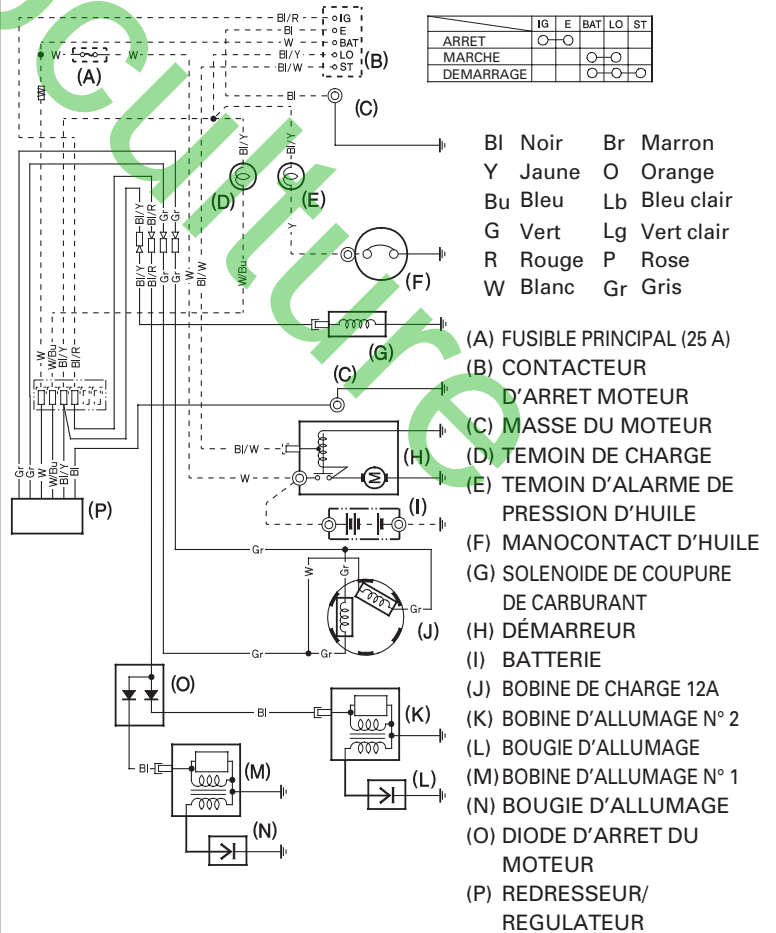 oculture
IG E BAT LO ST
ARRET
MARCHE
DEMARRAGE
Bl/R IG
Bl E
W BAT
Bl/Y LO
Bl/W ST
(B)
W W
(A)
W
Bl
(C)
Bl Noir Br Marron
Y Jaune O Orange
Bu Bleu Lb Bleu clair
G Vert Lg Vert clair
R Rouge P Rose
W Blanc Gr Gris
Bl/Y Bl/Y
(D) (E)
Bl/Y Bl/R Gr Gr
Bl/Y Bl/R Gr Gr
W Bl/W W/Bu Y
(F)
(G)
(C)
W W/Bu Bl/Y Bl/R
Bl/W
W
M
(H)
(I)
Gr Gr W W/Bu Bl/Y Bl
(P)
Gr
W Gr
Gr
(J)
Gr Gr
(O)
Bl
(K)
Bl
(M)
(L)
(N)
(A) FUSIBLE PRINCIPAL (25 A)
(B) CONTACTEUR
D'ARRET MOTEUR
(C) MASSE DU MOTEUR
(D) TEMOIN DE CHARGE
(E) TEMOIN D'ALARME DE
PRESSION D'HUILE
(F) MANOCONTACT D'HUILE
(G) SOLENOIDE DE COUPURE
DE CARBURANT
(H) DÉMARREUR
(I) BATTERIE
(J) BOBINE DE CHARGE 12A
(K) BOBINE D'ALLUMAGE N° 2
(L) BOUGIE D'ALLUMAGE
(M) BOBINE D'ALLUMAGE N° 1
(N) BOUGIE D'ALLUMAGE
(O) DIODE D'ARRET DU
MOTEUR
(P) REDRESSEUR/
REGULATEUR